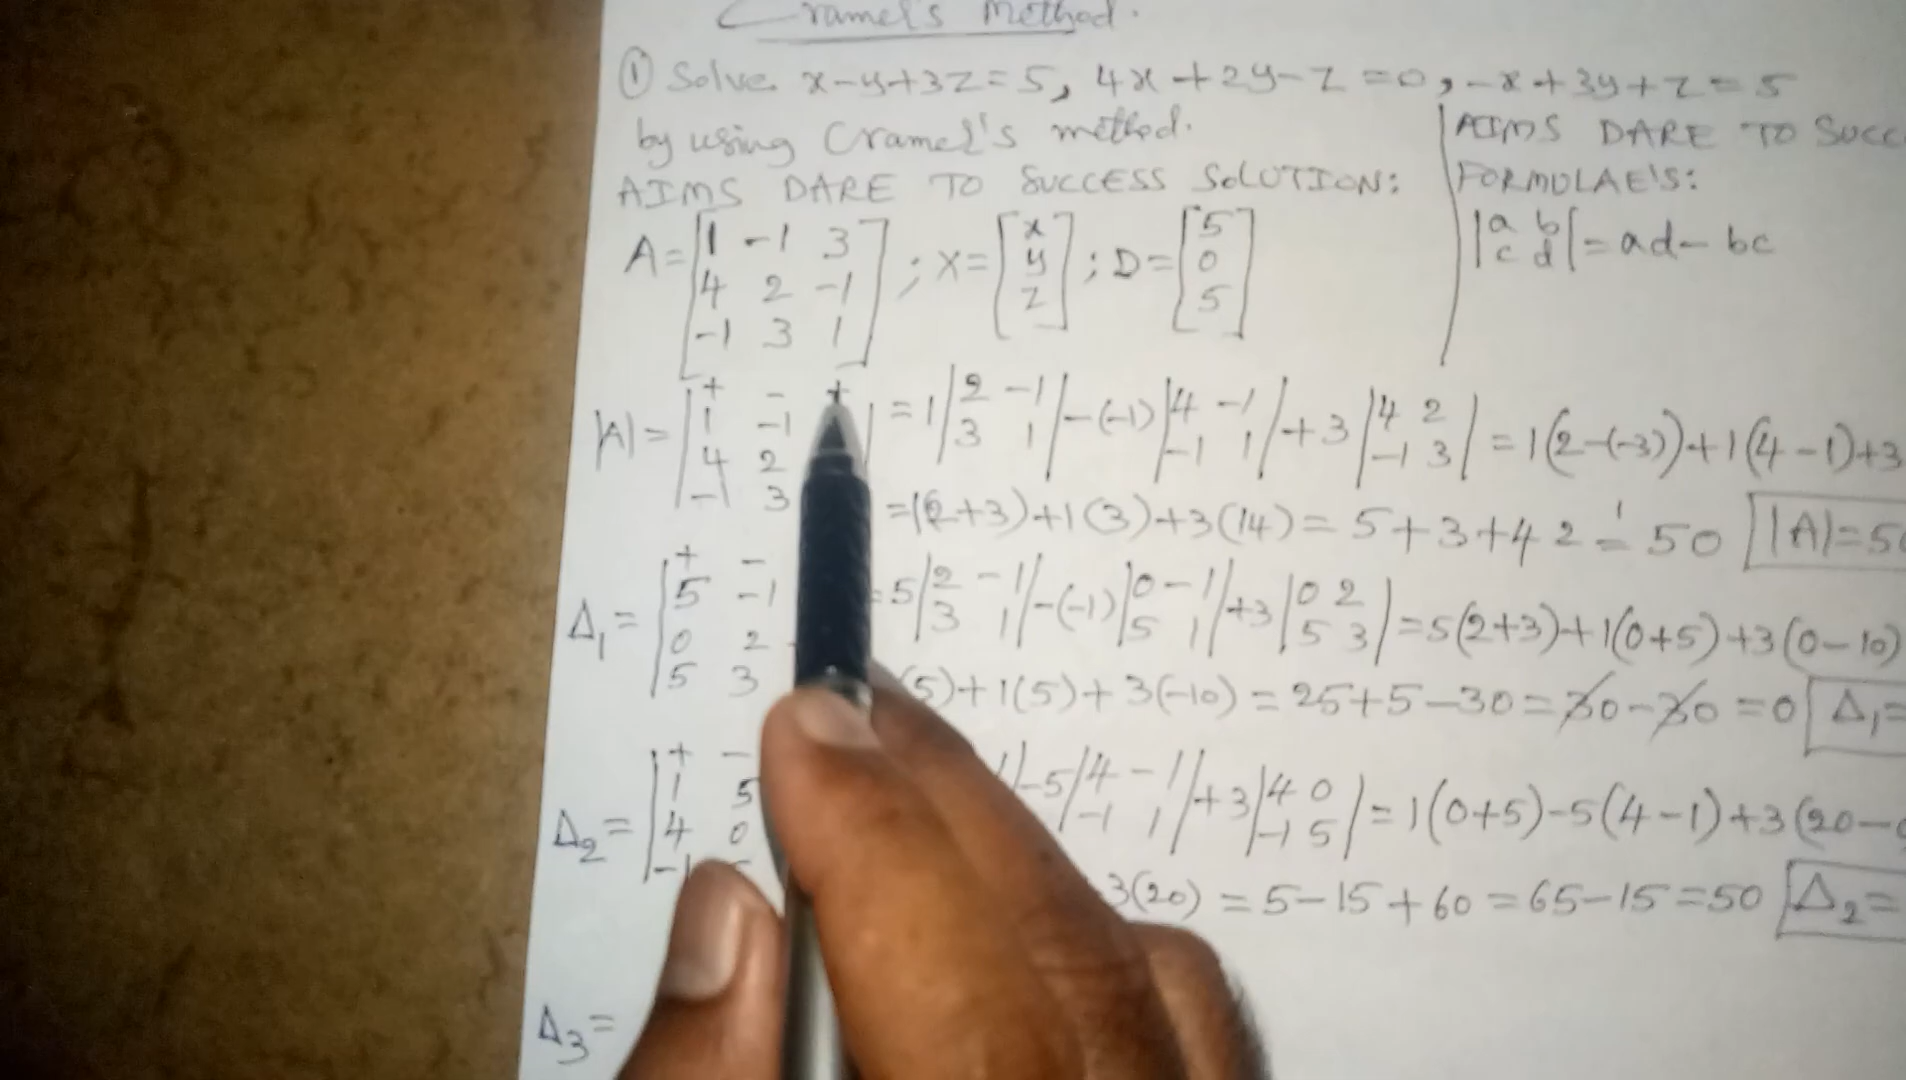 Cramer's Method.
① Solve x-y+3z=5, 4x+2y-z=0, -x+3y+z=5
by using Cramer's method.
AIMS DARE TO SUCCESS SOLUTION:
A= [1 -1 3; 4 2 -1; -1 3 1] ; X= [x; y; z] ; D= [5; 0; 5]
AIMS DARE TO SUCC
FORMULAE'S:
|a b; c d| = ad - bc
|A| = |+ - +; 1 -1; 4 2; -1 3| = 1|2 -1; 3 1| -(-1)|4 -1; -1 1| +3|4 2; -1 3| = 1(2-(-3))+1(4-1)+3
=1(2+3)+1(3)+3(14) = 5+3+42 = 50 |A|=50
Δ1 = |+ -; 5 -1; 0 2; 5 3| =5|2 -1; 3 1| -(-1)|0 -1; 5 1| +3|0 2; 5 3| =5(2+3)+1(0+5)+3(0-10)
(5)+1(5)+3(-10) = 25+5-30 = 30-30 = 0 Δ1=
Δ2 = |+ -; 1 5; 4 0; -1| -5|4 -1; -1 1| +3|4 0; -1 5| = 1(0+5)-5(4-1)+3(20-
3(20) = 5-15+60 = 65-15 = 50 Δ2=
Δ3=